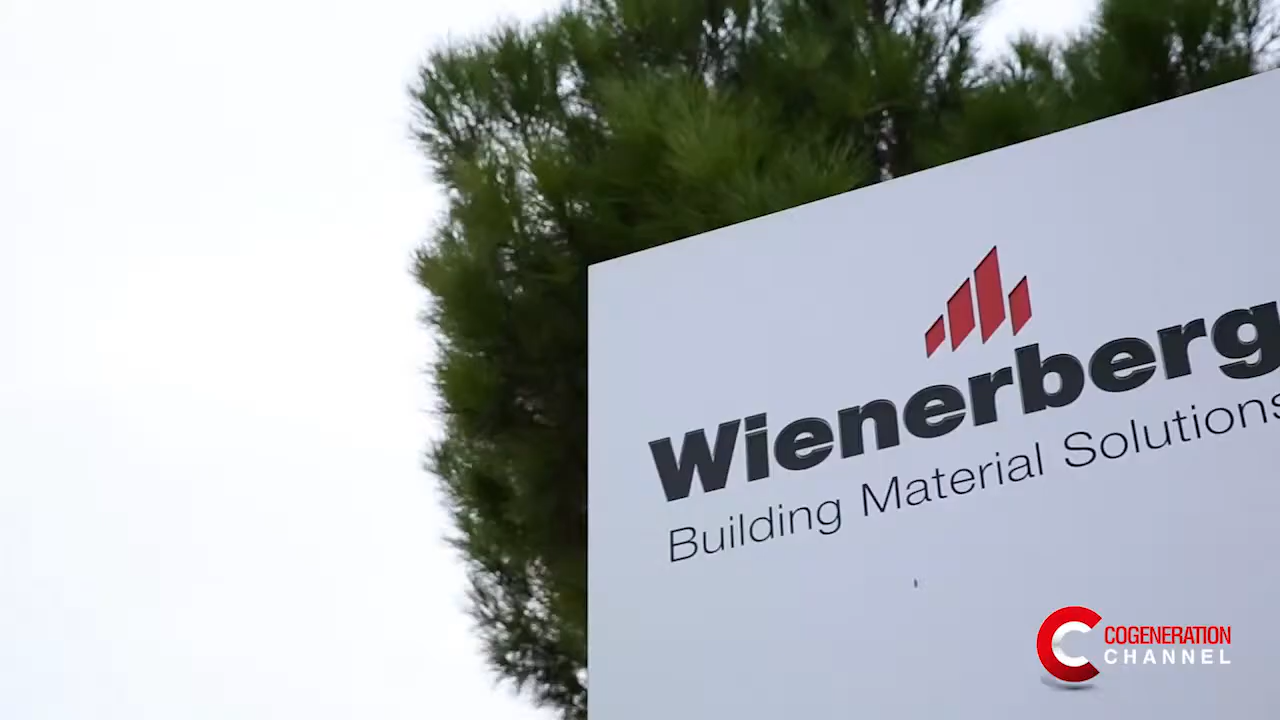 Wienerberg
Building Material Solutions
COGENERATION
CHANNEL